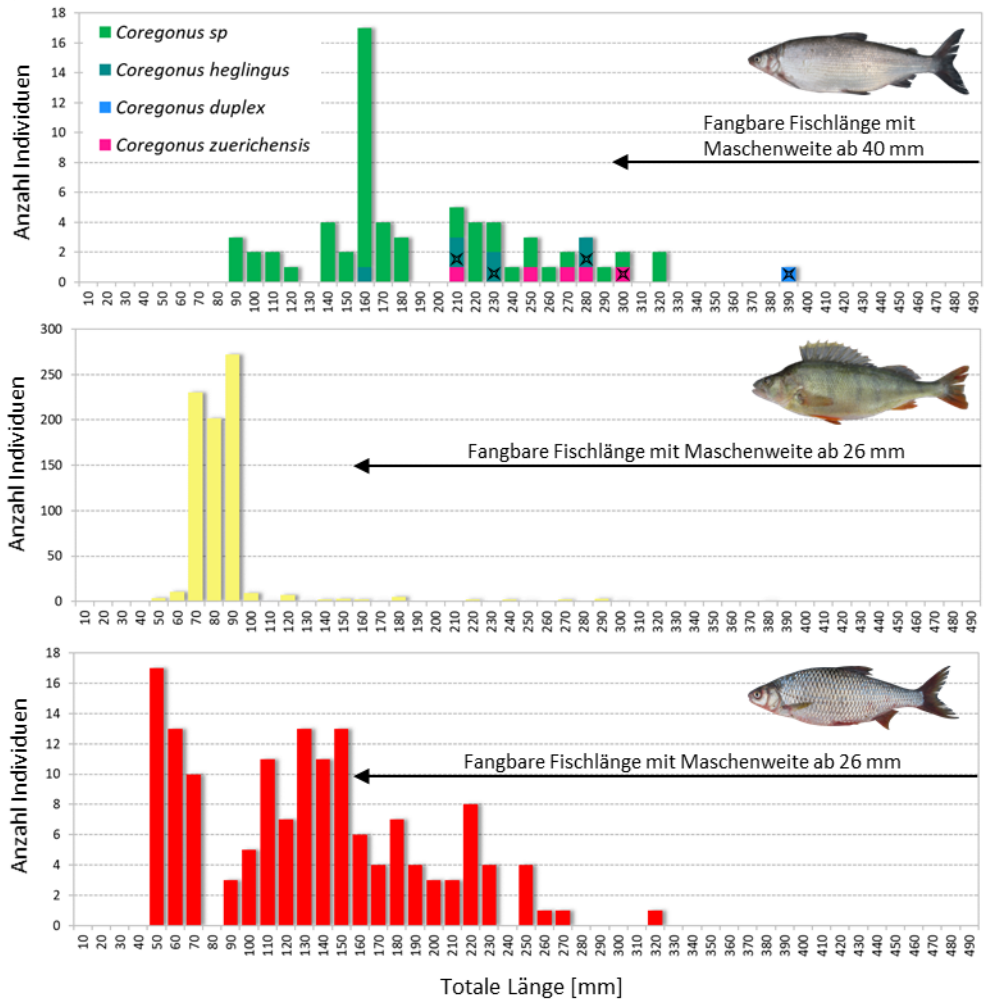 Anzahl Individuen
18
16
14
12
10
8
6
4
2
0
Coregonus sp
Coregonus heglingus
Coregonus duplex
Coregonus zuerichensis
Fangbare Fischlänge mit
Maschenweite ab 40 mm
10 20 30 40 50 60 70 80 90 100 110 120 130 140 150 160 170 180 190 200 210 220 230 240 250 260 270 280 290 300 310 320 330 340 350 360 370 380 390 400 410 420 430 440 450 460 470 480 490
Anzahl Individuen
300
250
200
150
100
50
0
Fangbare Fischlänge mit Maschenweite ab 26 mm
10 20 30 40 50 60 70 80 90 100 110 120 130 140 150 160 170 180 190 200 210 220 230 240 250 260 270 280 290 300 310 320 330 340 350 360 370 380 390 400 410 420 430 440 450 460 470 480 490
Anzahl Individuen
18
16
14
12
10
8
6
4
2
0
Fangbare Fischlänge mit Maschenweite ab 26 mm
10 20 30 40 50 60 70 80 90 100 110 120 130 140 150 160 170 180 190 200 210 220 230 240 250 260 270 280 290 300 310 320 330 340 350 360 370 380 390 400 410 420 430 440 450 460 470 480 490
Totale Länge [mm]